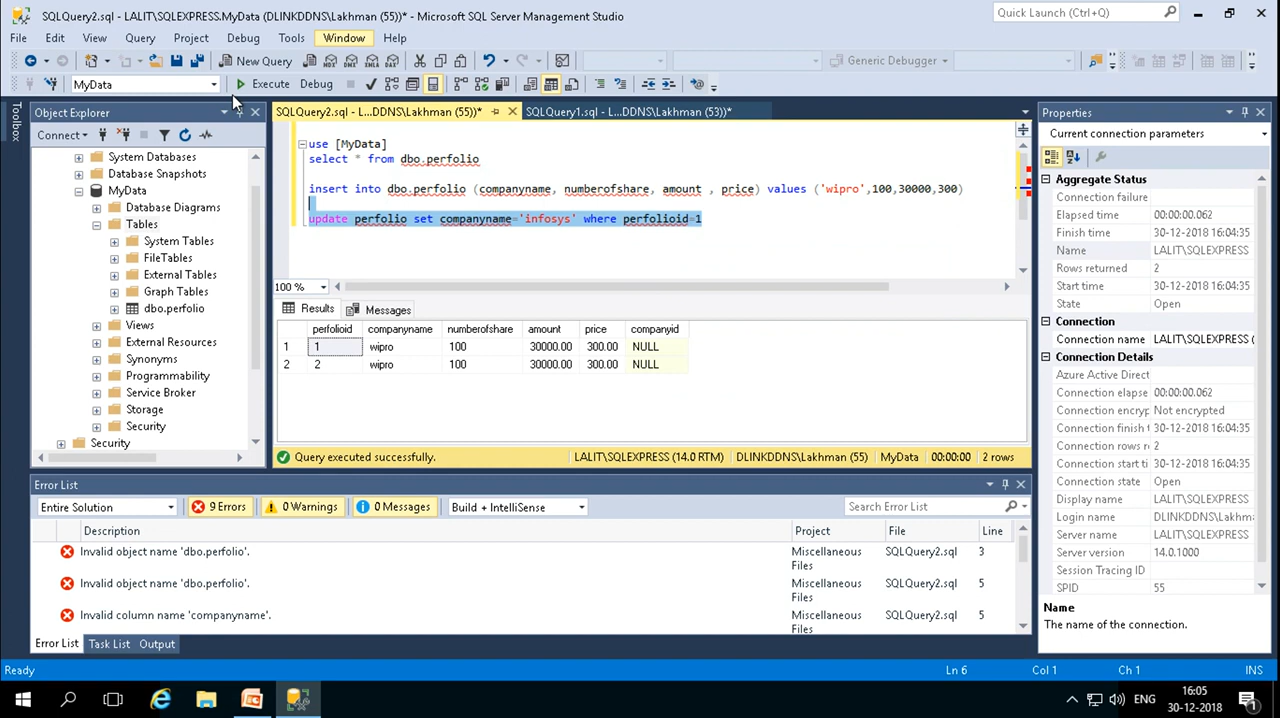 SQLQuery2.sql - LALIT\SQLEXPRESS.MyData (DLINKDDNS\Lakhman (55))* - Microsoft SQL Server Management Studio
Quick Launch (Ctrl+Q)
File Edit View Query Project Debug Tools Window Help
New Query
Generic Debugger
MyData
Execute Debug
Toolbox
Object Explorer
Connect
System Databases
Database Snapshots
MyData
Database Diagrams
Tables
System Tables
FileTables
External Tables
Graph Tables
dbo.perfolio
Views
External Resources
Synonyms
Programmability
Service Broker
Storage
Security
Security
SQLQuery2.sql - L...DDNS\Lakhman (55))*
SQLQuery1.sql - L...DDNS\Lakhman (53))*
use [MyData]
select * from dbo.perfolio
insert into dbo.perfolio (companyname, numberofshare, amount , price) values ('wipro',100,30000,300)
update perfolio set companyname='infosys' where perfolioid=1
100 %
Results Messages
perfolioid companyname numberofshare amount price companyid
1 1 wipro 100 30000.00 300.00 NULL
2 2 wipro 100 30000.00 300.00 NULL
Query executed successfully.
LALIT\SQLEXPRESS (14.0 RTM) DLINKDDNS\Lakhman (55) MyData 00:00:00 2 rows
Properties
Current connection parameters
Aggregate Status
Connection failure
Elapsed time 00:00:00.062
Finish time 30-12-2018 16:04:35
Name LALIT\SQLEXPRESS
Rows returned 2
Start time 30-12-2018 16:04:35
State Open
Connection
Connection name LALIT\SQLEXPRESS (
Connection Details
Azure Active Direct
Connection elapse 00:00:00.062
Connection encryp Not encrypted
Connection finish t 30-12-2018 16:04:35
Connection rows r 2
Connection start ti 30-12-2018 16:04:35
Connection state Open
Display name LALIT\SQLEXPRESS
Login name DLINKDDNS\Lakhma
Server name LALIT\SQLEXPRESS
Server version 14.0.1000
Session Tracing ID
SPID 55
Name
The name of the connection.
Error List
Entire Solution
9 Errors
0 Warnings
0 Messages
Build + IntelliSense
Search Error List
Description Project File Line
Invalid object name 'dbo.perfolio'. Miscellaneous Files SQLQuery2.sql 3
Invalid object name 'dbo.perfolio'. Miscellaneous Files SQLQuery2.sql 5
Invalid column name 'companyname'. Miscellaneous Files SQLQuery2.sql 5
Error List Task List Output
Ready
Ln 6 Col 1 Ch 1 INS
ENG
16:05
30-12-2018
1